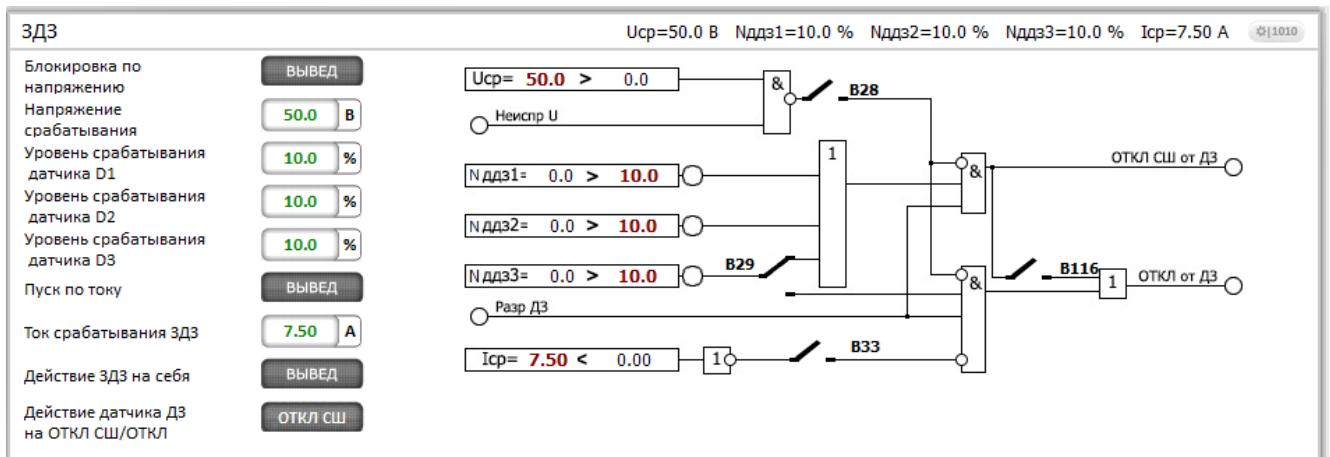 ЗДЗ
Uср=50.0 В Nддз1=10.0 % Nддз2=10.0 % Nддз3=10.0 % Iср=7.50 А |1010
Блокировка по
напряжению
ВЫВЕД
Напряжение
срабатывания
50.0 В
Уровень срабатывания
датчика D1
10.0 %
Уровень срабатывания
датчика D2
10.0 %
Уровень срабатывания
датчика D3
10.0 %
Пуск по току
ВЫВЕД
Ток срабатывания ЗДЗ
7.50 А
Действие ЗДЗ на себя
ВЫВЕД
Действие датчика ДЗ
на ОТКЛ СШ/ОТКЛ
ОТКЛ СШ
Uср= 50.0 > 0.0
&
В28
Неиспр U
1
Nддз1= 0.0 > 10.0
&
ОТКЛ СШ от ДЗ
Nддз2= 0.0 > 10.0
Nддз3= 0.0 > 10.0
В29
&
В116
1
ОТКЛ от ДЗ
Разр ДЗ
Iср= 7.50 < 0.00
1
В33